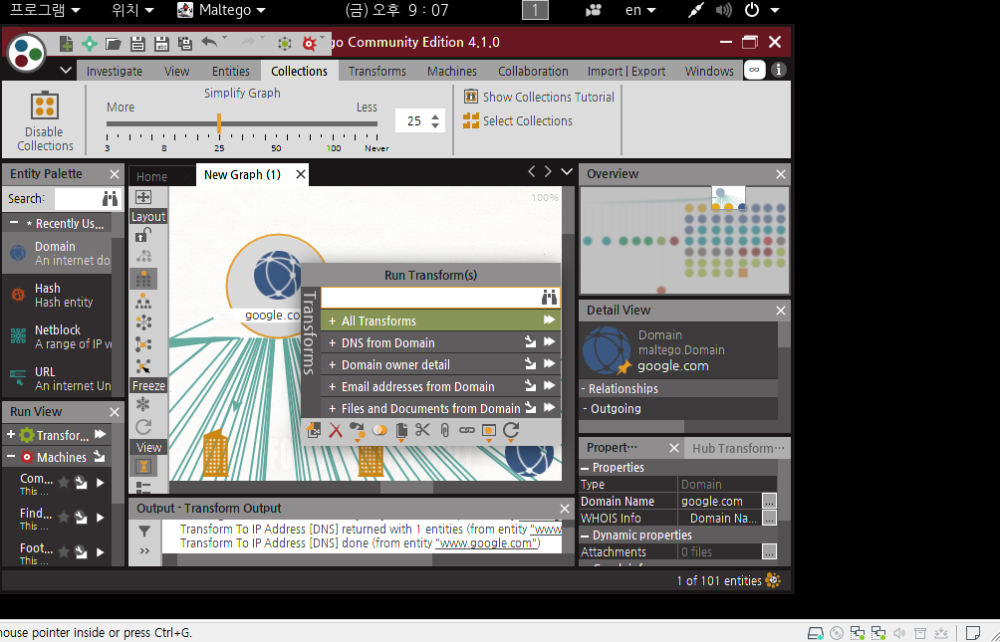 프로그램 위치 Maltego (금) 오후 9 : 07 1 en
go Community Edition 4.1.0
Investigate View Entities Collections Transforms Machines Collaboration Import | Export Windows
Disable
Collections
Simplify Graph
More Less
3 8 25 50 100 Never
25
Show Collections Tutorial
Select Collections
Entity Palette
Search:
Recently Us...
Domain
An internet do
Hash
Hash entity
Netblock
A range of IP v
URL
An internet Un
Run View
Transfor...
Machines
Com...
This ...
Find...
This ...
Foot...
This ...
Home New Graph (1)
Layout
Freeze
View
100%
google.co
Run Transform(s)
Transforms
+ All Transforms
+ DNS from Domain
+ Domain owner detail
+ Email addresses from Domain
+ Files and Documents from Domain
Output - Transform Output
Transform To IP Address [DNS] returned with 1 entities (from entity "www
Transform To IP Address [DNS] done (from entity "www.google.com")
Overview
Detail View
Domain
maltego.Domain
google.com
- Relationships
- Outgoing
Propert… Hub Transform…
Properties
Type Domain
Domain Name google.com ...
WHOIS Info Domain Na... ...
Dynamic properties
Attachments 0 files ...
1 of 101 entities
mouse pointer inside or press Ctrl+G.